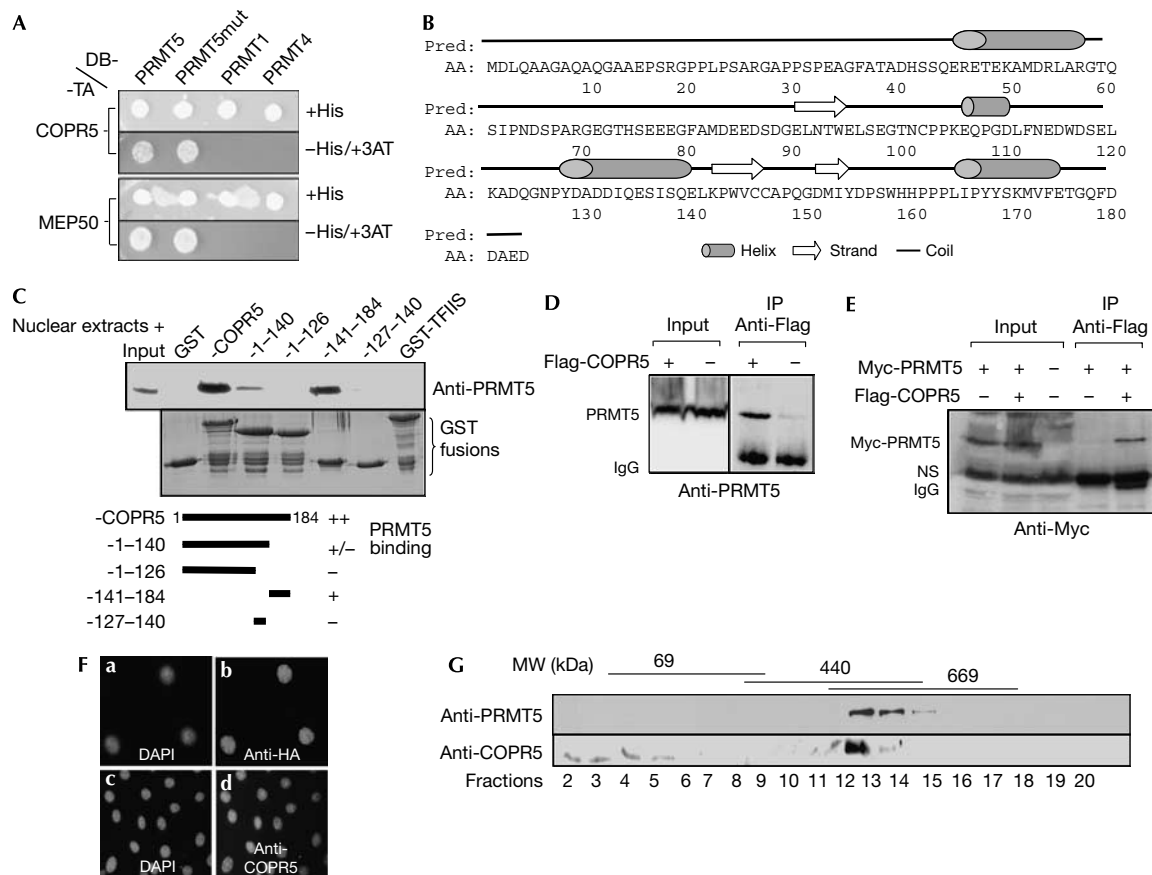 A
DB-
-TA
PRMT5
PRMT5mut
PRMT1
PRMT4
COPR5
+His
−His/+3AT
MEP50
+His
−His/+3AT
B
Pred:
AA: MDLQAAGAQAQGAAEPSRGPPLPSARGAPPSPEAGFATADHSSQERETEKAMDRLARGTQ
10 20 30 40 50 60
Pred:
AA: SIPNDSPARGEGTHSEEEGFAMDEEDSDGELNTWELSEGTNCPPKEQPGDLFNEDWDSEL
70 80 90 100 110 120
Pred:
AA: KADQGNPYDADDIQESISQELKPWVCCAPQGDMIYDPSWHHPPPLIPYYSKMVFETGQFD
130 140 150 160 170 180
Pred:
AA: DAED
Helix Strand Coil
C
Nuclear extracts +
Input
GST
-COPR5
-1–140
-1–126
-141–184
-127–140
GST-TFIIS
Anti-PRMT5
GST
fusions
-COPR5 1 184 ++
PRMT5
binding
-1–140 +/−
-1–126 −
-141–184 +
-127–140 −
D
IP
Input Anti-Flag
Flag-COPR5 + − + −
PRMT5
IgG
Anti-PRMT5
E
IP
Input Anti-Flag
Myc-PRMT5 + + − + +
Flag-COPR5 − + − − +
Myc-PRMT5
NS
IgG
Anti-Myc
F
a
DAPI
b
Anti-HA
c
DAPI
d
Anti-
COPR5
G
MW (kDa) 69 440 669
Anti-PRMT5
Anti-COPR5
Fractions 2 3 4 5 6 7 8 9 10 11 12 13 14 15 16 17 18 19 20